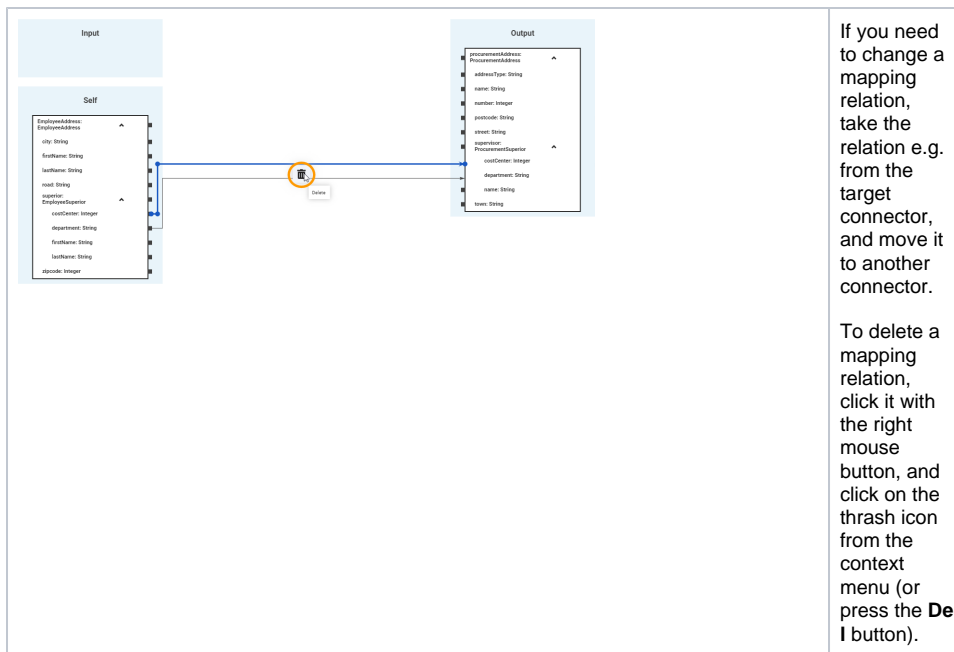 Input
Self
EmployeeAddress:
EmployeeAddress
city: String
firstName: String
lastName: String
road: String
superior:
EmployeeSuperior
costCenter: Integer
department: String
firstName: String
lastName: String
zipcode: Integer
Delete
Output
procurementAddress:
ProcurementAddress
addressType: String
name: String
number: Integer
postcode: String
street: String
supervisor:
ProcurementSuperior
costCenter: Integer
department: String
name: String
town: String
If you need
to change a
mapping
relation,
take the
relation e.g.
from the
target
connector,
and move it
to another
connector.
To delete a
mapping
relation,
click it with
the right
mouse
button, and
click on the
thrash icon
from the
context
menu (or
press the De
l button).